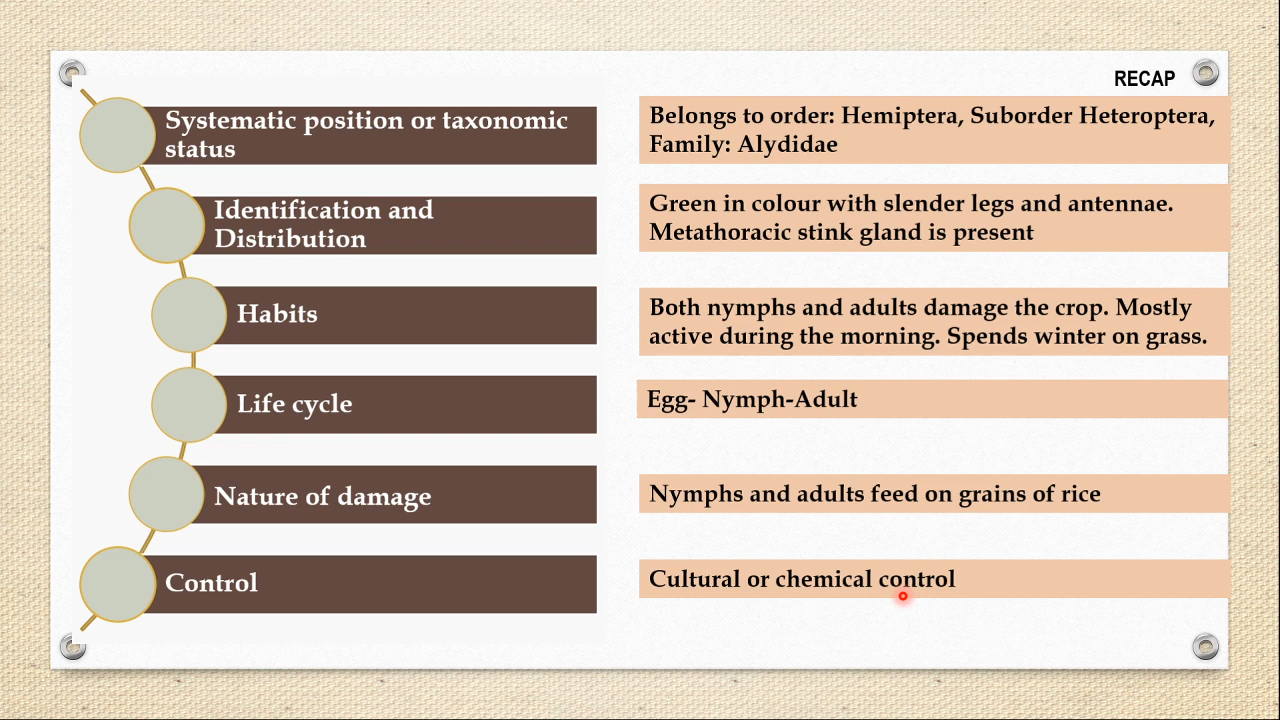 RECAP
Systematic position or taxonomic
status
Belongs to order: Hemiptera, Suborder Heteroptera,
Family: Alydidae
Identification and
Distribution
Green in colour with slender legs and antennae.
Metathoracic stink gland is present
Habits
Both nymphs and adults damage the crop. Mostly
active during the morning. Spends winter on grass.
Life cycle
Egg- Nymph-Adult
Nature of damage
Nymphs and adults feed on grains of rice
Control
Cultural or chemical control